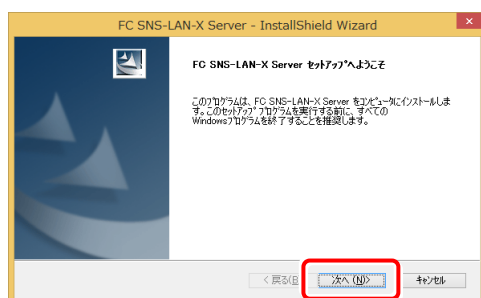 FC SNS-LAN-X Server - InstallShield Wizard
FC SNS-LAN-X Server ｾｯﾄｱｯﾌﾟへようこそ
このﾌﾟﾛｸﾞﾗﾑは、FC SNS-LAN-X Server をｺﾝﾋﾟｭｰﾀにｲﾝｽﾄｰﾙしま
す。このｾｯﾄｱｯﾌﾟ ﾌﾟﾛｸﾞﾗﾑを実行する前に、すべての
Windowsﾌﾟﾛｸﾞﾗﾑを終了することを推奨します。
< 戻る(B
次へ (N)>
ｷｬﾝｾﾙ